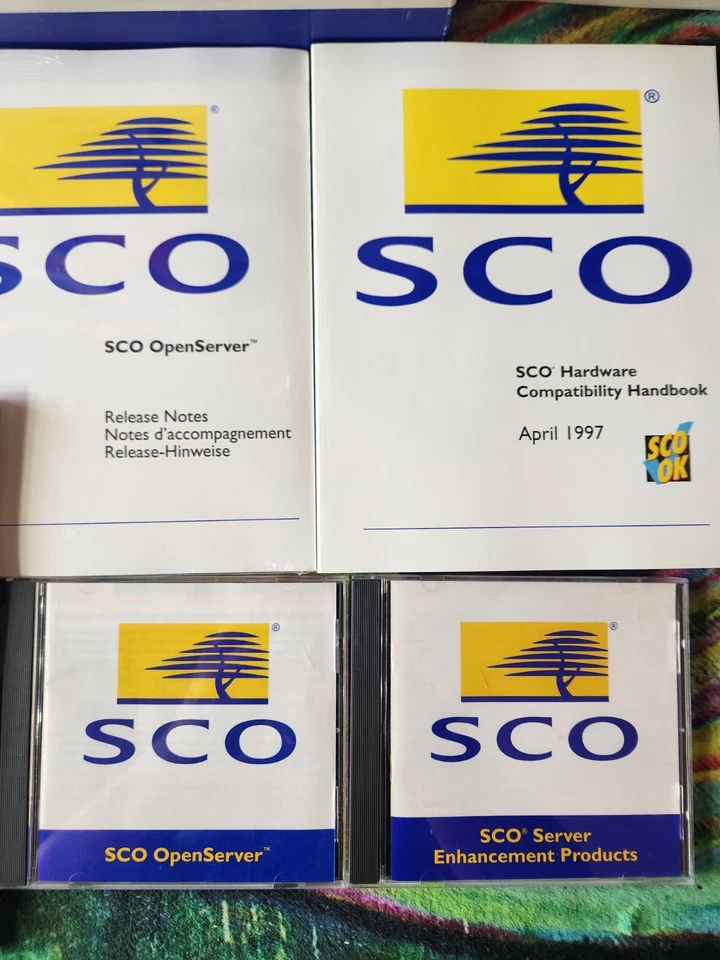 ®
SCO
SCO OpenServer™
Release Notes
Notes d'accompagnement
Release-Hinweise
®
SCO
SCO® Hardware
Compatibility Handbook
April 1997
SCO
OK
®
SCO
SCO OpenServer™
®
SCO
SCO® Server
Enhancement Products